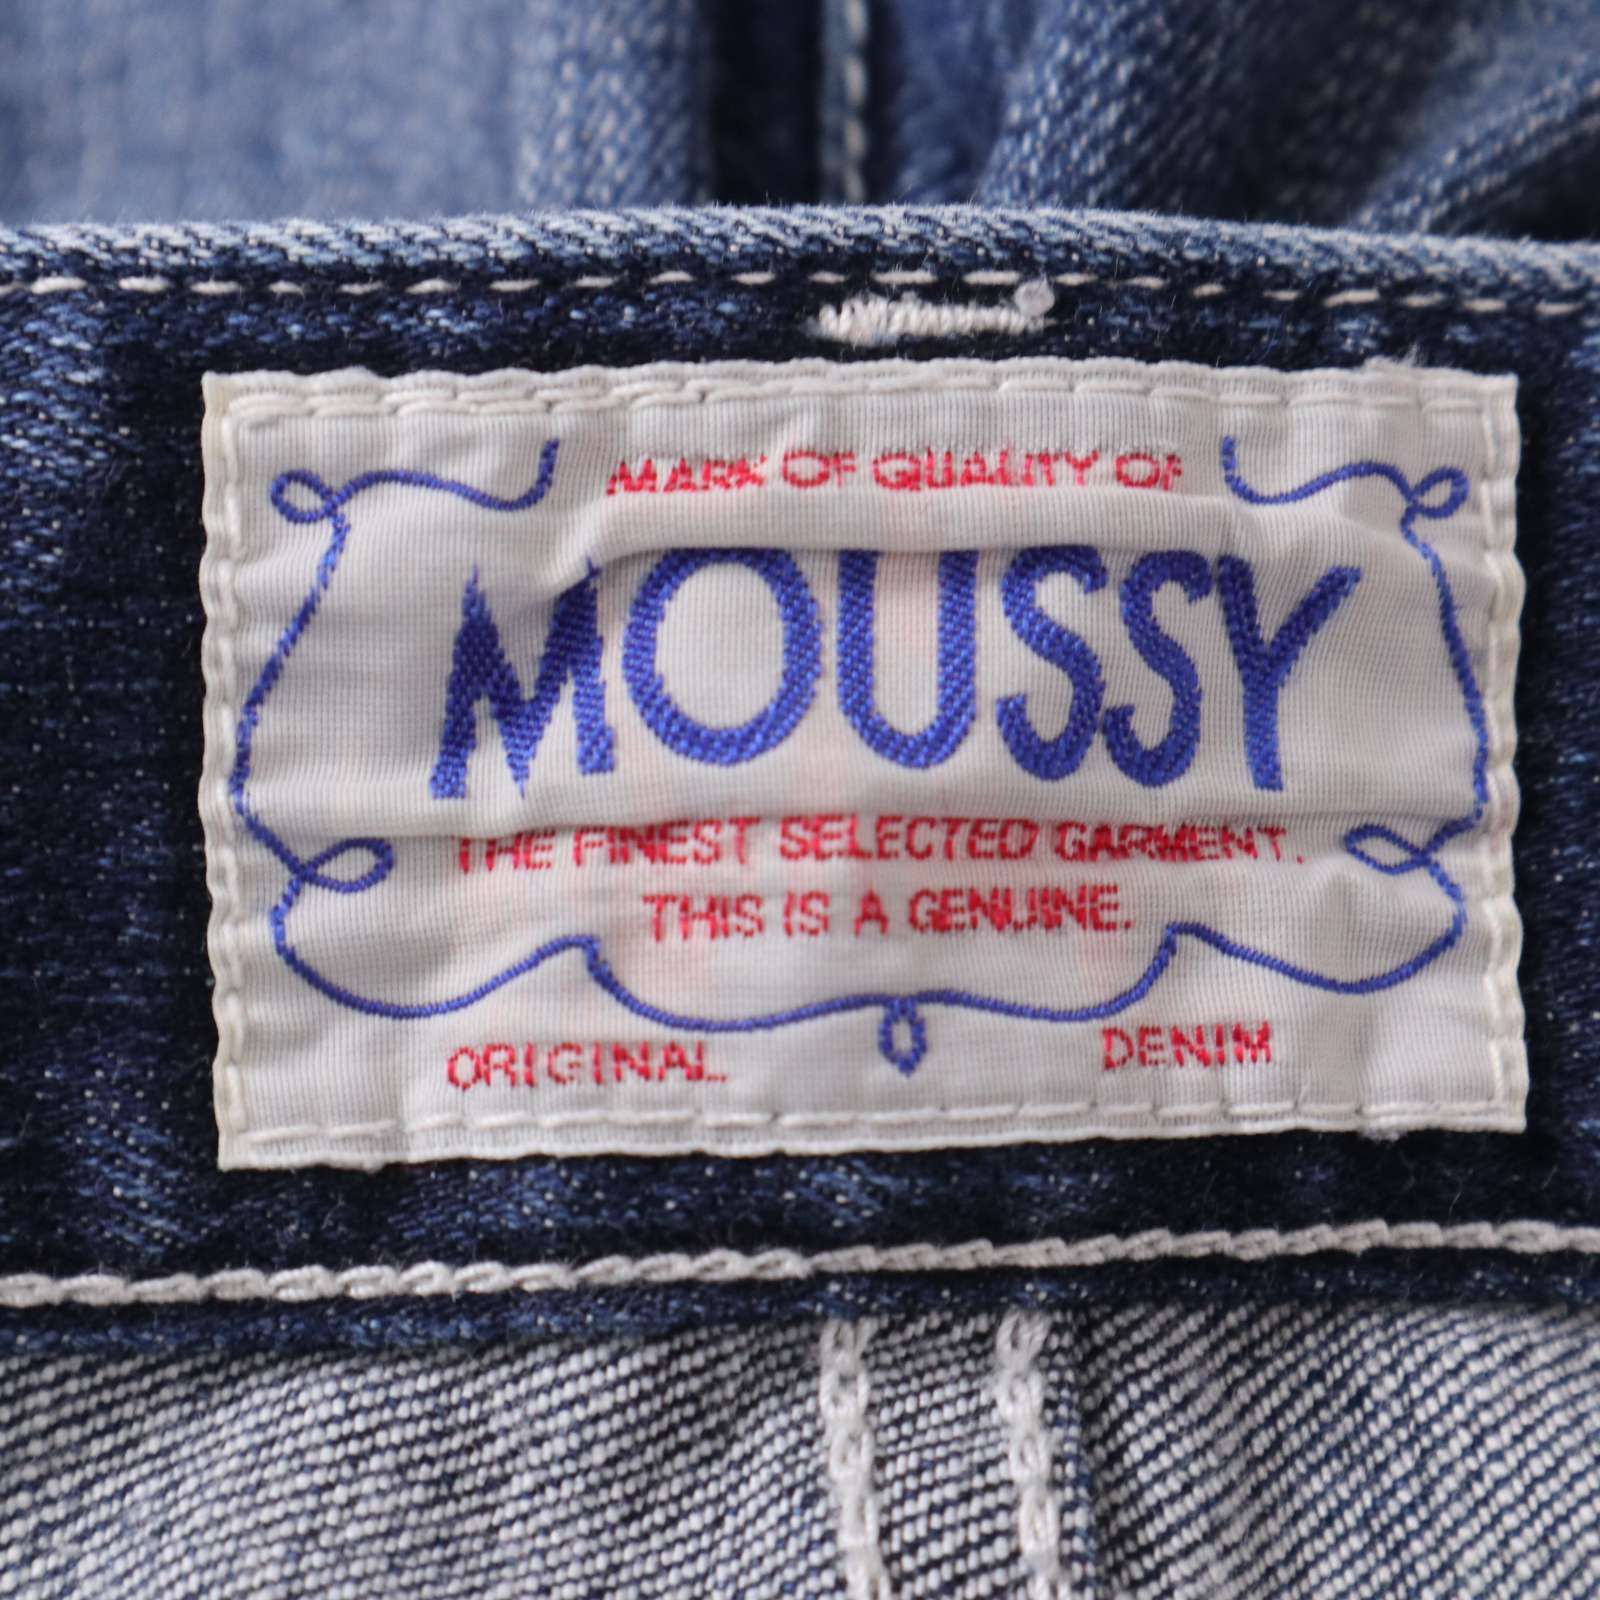 MARK OF QUALITY OF
MOUSSY
THE FINEST SELECTED GARMENT.
THIS IS A GENUINE.
ORIGINAL DENIM